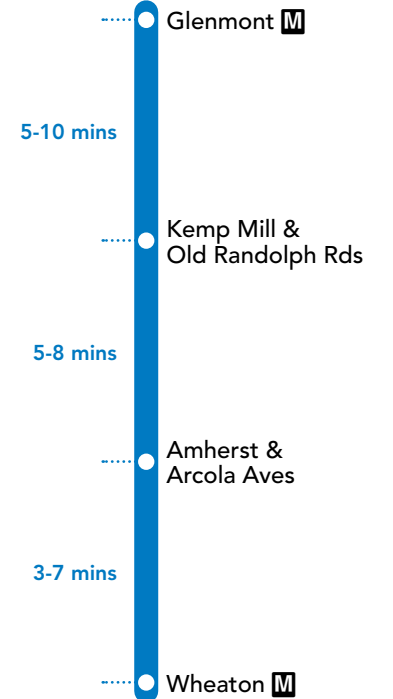 Glenmont M
5-10 mins
Kemp Mill &
Old Randolph Rds
5-8 mins
Amherst &
Arcola Aves
3-7 mins
Wheaton M